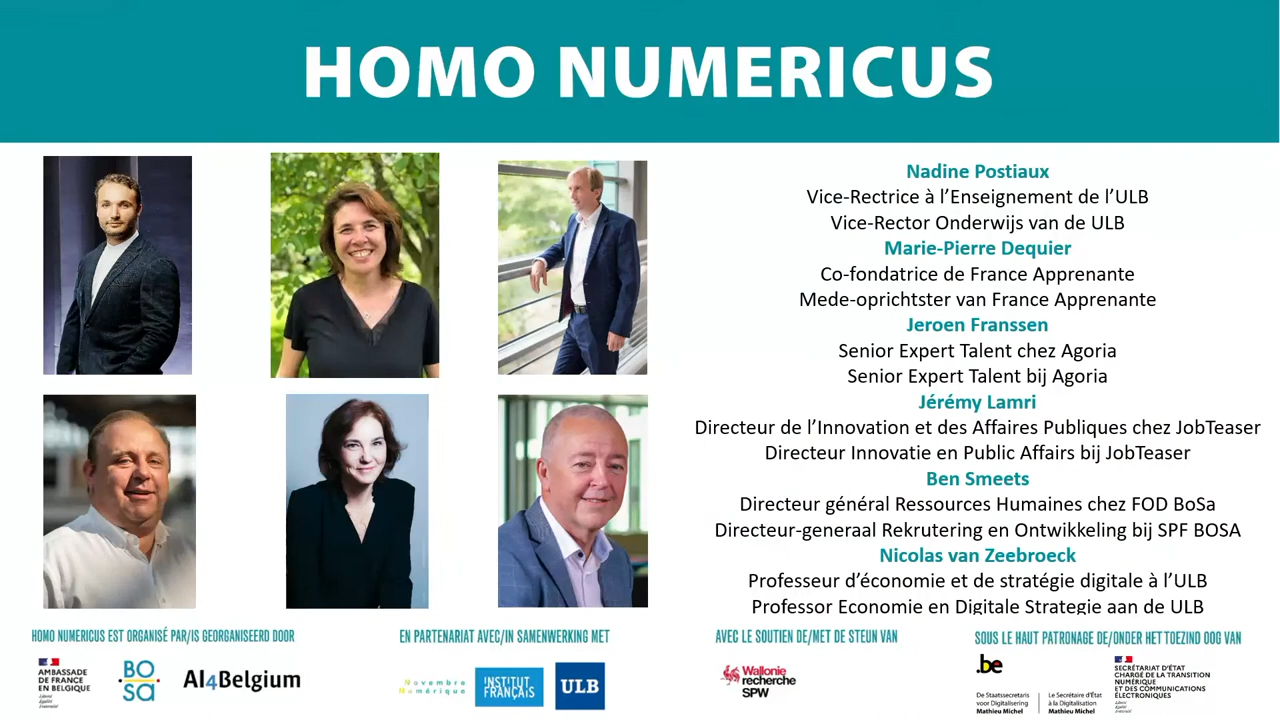 HOMO NUMERICUS
Nadine Postiaux
Vice-Rectrice à l’Enseignement de l’ULB
Vice-Rector Onderwijs van de ULB
Marie-Pierre Dequier
Co-fondatrice de France Apprenante
Mede-oprichtster van France Apprenante
Jeroen Franssen
Senior Expert Talent chez Agoria
Senior Expert Talent bij Agoria
Jérémy Lamri
Directeur de l’Innovation et des Affaires Publiques chez JobTeaser
Directeur Innovatie en Public Affairs bij JobTeaser
Ben Smeets
Directeur général Ressources Humaines chez FOD BoSa
Directeur-generaal Rekrutering en Ontwikkeling bij SPF BOSA
Nicolas van Zeebroeck
Professeur d’économie et de stratégie digitale à l’ULB
Professor Economie en Digitale Strategie aan de ULB
HOMO NUMERICUS EST ORGANISÉ PAR/IS GEORGANISEERD DOOR
AMBASSADE
DE FRANCE
EN BELGIQUE
Liberté
Égalité
Fraternité
BO
SA
AI4Belgium
EN PARTENARIAT AVEC/IN SAMENWERKING MET
Novembre
Numérique
INSTITUT
FRANÇAIS
ULB
AVEC LE SOUTIEN DE/MET DE STEUN VAN
Wallonie
recherche
SPW
SOUS LE HAUT PATRONAGE DE/ONDER HET TOEZIND OOG VAN
.be
De Staatssecretaris
voor Digitalisering
Mathieu Michel
Le Secrétaire d'État
à la Digitalisation
Mathieu Michel
SECRÉTARIAT D'ÉTAT
CHARGÉ DE LA TRANSITION
NUMÉRIQUE
ET DES COMMUNICATIONS
ÉLECTRONIQUES
Liberté
Égalité
Fraternité